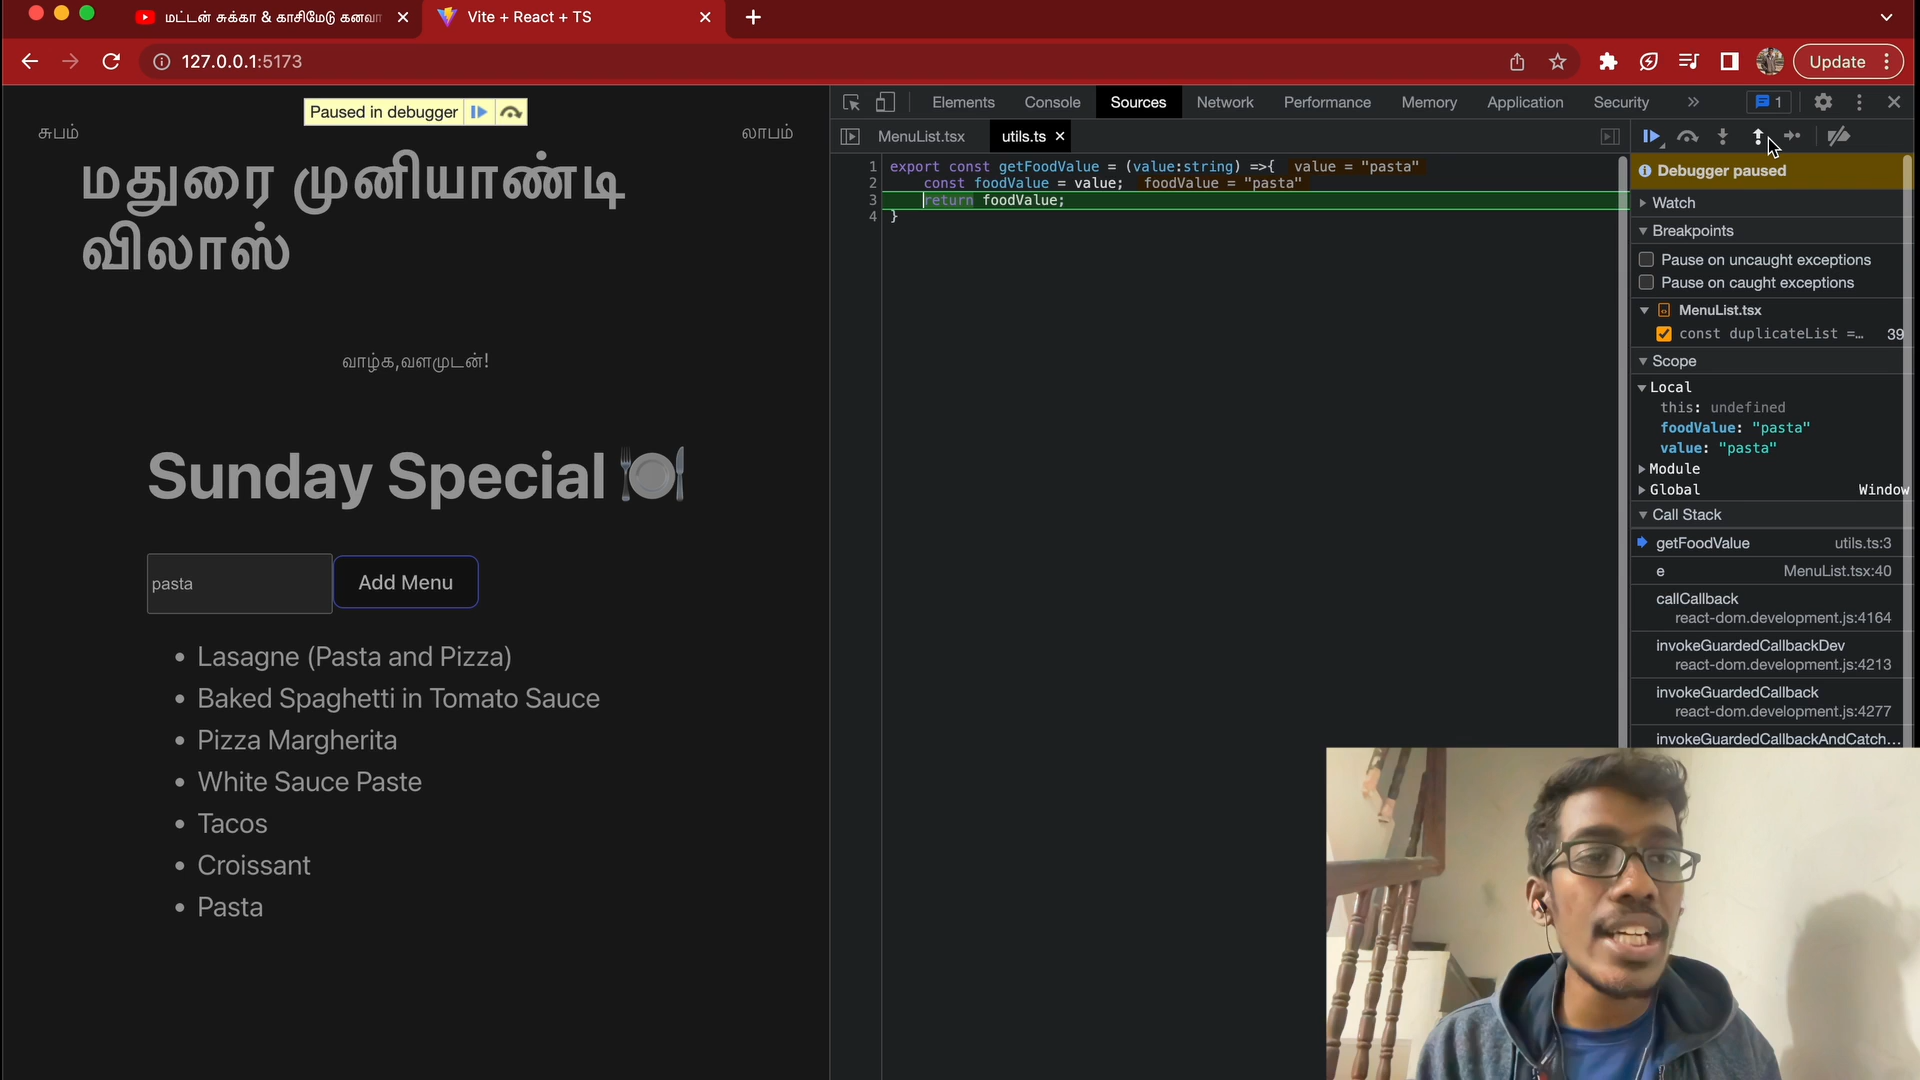 மட்டன் சுக்கா & காசிமேடு கனவா
Vite + React + TS
127.0.0.1:5173
Update
Paused in debugger
சுபம்
லாபம்
மதுரை முனியாண்டி
விலாஸ்
வாழ்க,வளமுடன்!
Sunday Special
pasta
Add Menu
Lasagne (Pasta and Pizza)
Baked Spaghetti in Tomato Sauce
Pizza Margherita
White Sauce Paste
Tacos
Croissant
Pasta
Elements Console Sources Network Performance Memory Application Security » 1
MenuList.tsx utils.ts
1 export const getFoodValue = (value:string) =>{ value = "pasta"
2 const foodValue = value; foodValue = "pasta"
3 return foodValue;
4 }
Debugger paused
Watch
Breakpoints
Pause on uncaught exceptions
Pause on caught exceptions
MenuList.tsx
const duplicateList =… 39
Scope
Local
this: undefined
foodValue: "pasta"
value: "pasta"
Module
Global Window
Call Stack
getFoodValue utils.ts:3
e MenuList.tsx:40
callCallback
react-dom.development.js:4164
invokeGuardedCallbackDev
react-dom.development.js:4213
invokeGuardedCallback
react-dom.development.js:4277
invokeGuardedCallbackAndCatch…